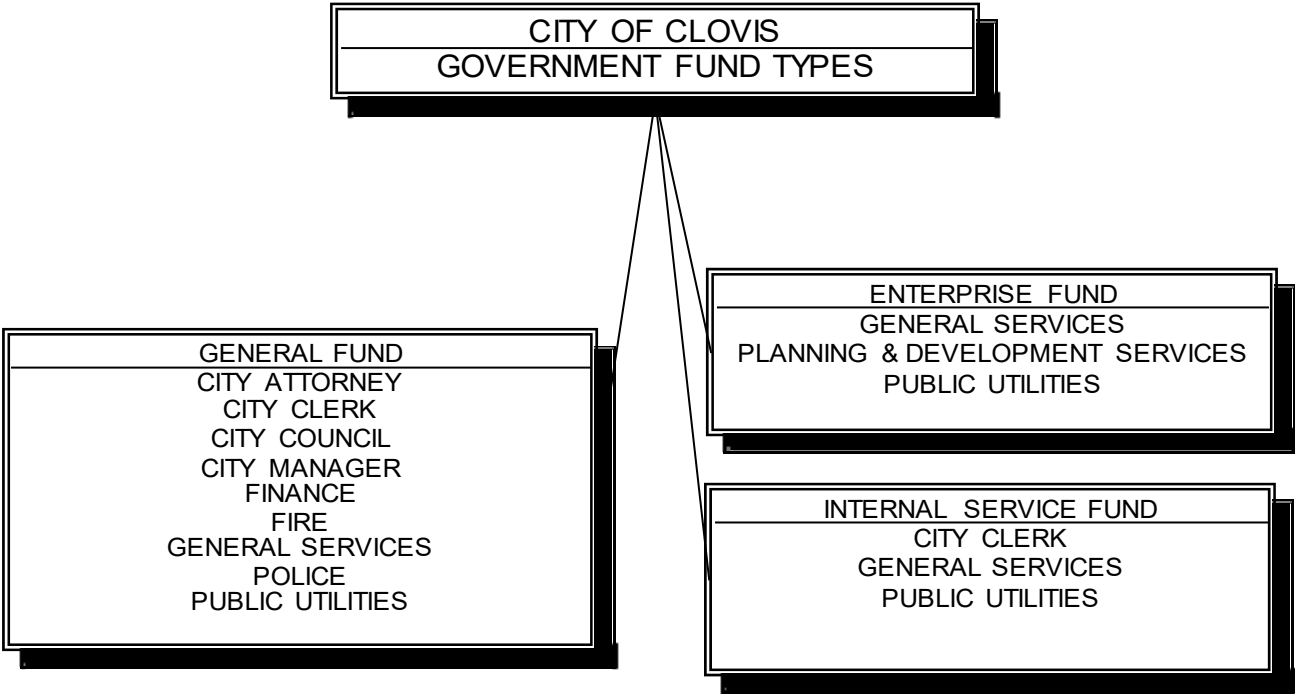 CITY OF CLOVIS
GOVERNMENT FUND TYPES
GENERAL FUND
CITY ATTORNEY
CITY CLERK
CITY COUNCIL
CITY MANAGER
FINANCE
FIRE
GENERAL SERVICES
POLICE
PUBLIC UTILITIES
ENTERPRISE FUND
GENERAL SERVICES
PLANNING & DEVELOPMENT SERVICES
PUBLIC UTILITIES
INTERNAL SERVICE FUND
CITY CLERK
GENERAL SERVICES
PUBLIC UTILITIES